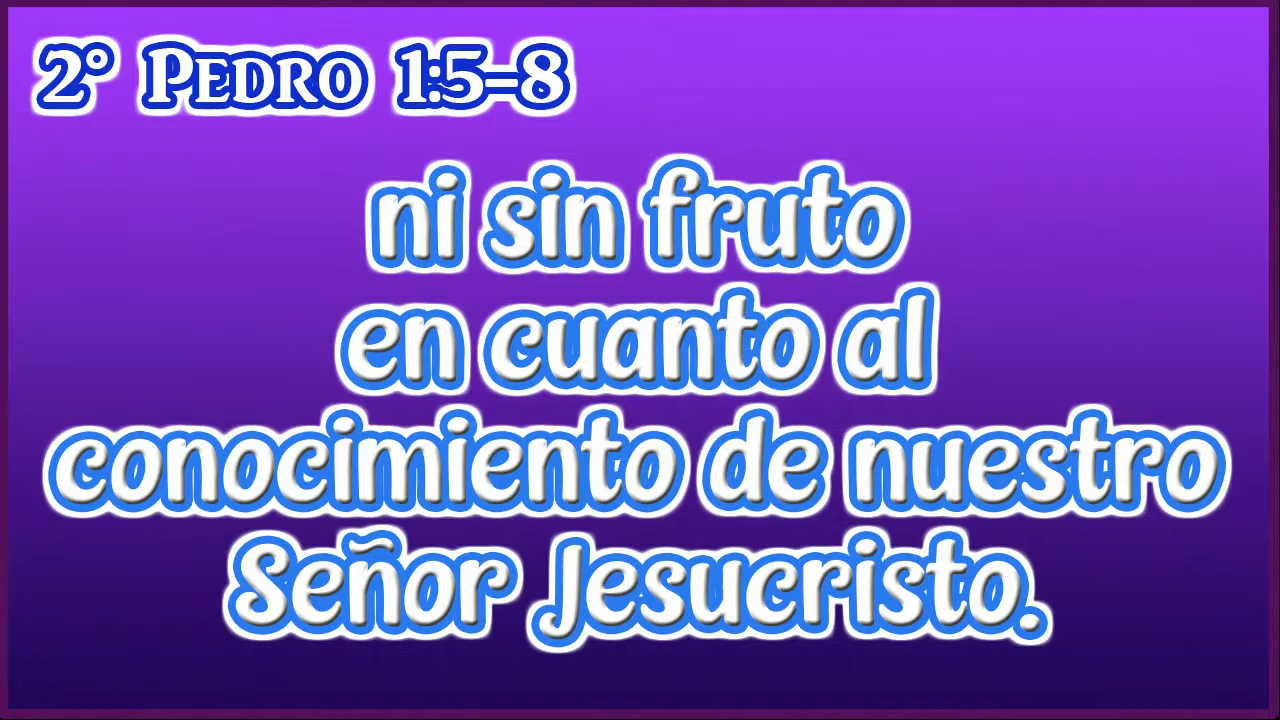 2° Pedro 1:5-8
ni sin fruto
en cuanto al
conocimiento de nuestro
Señor Jesucristo.